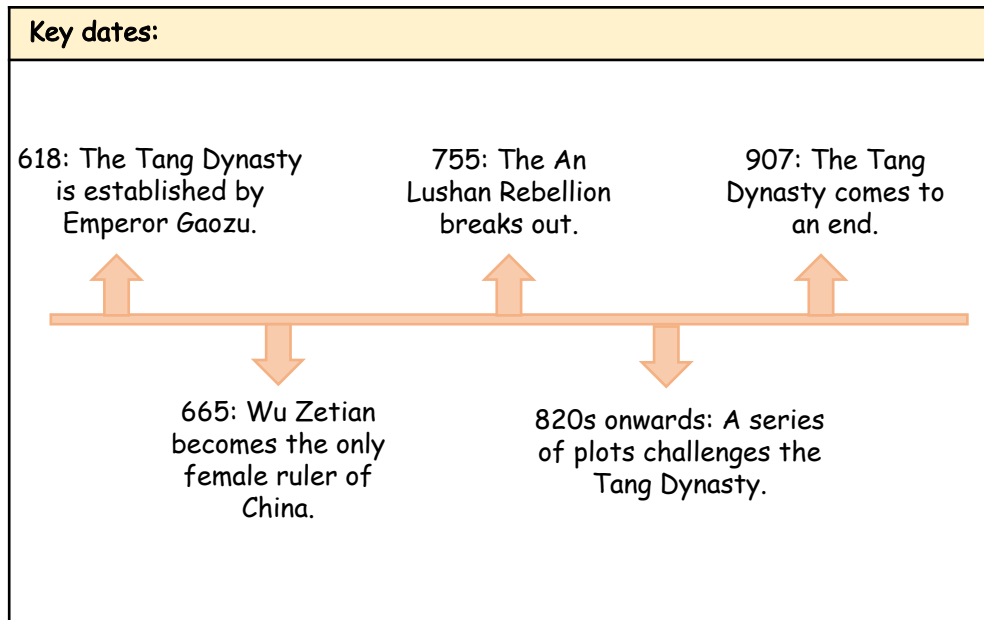 Key dates:
618: The Tang Dynasty
is established by
Emperor Gaozu.
755: The An
Lushan Rebellion
breaks out.
907: The Tang
Dynasty comes to
an end.
665: Wu Zetian
becomes the only
female ruler of
China.
820s onwards: A series
of plots challenges the
Tang Dynasty.